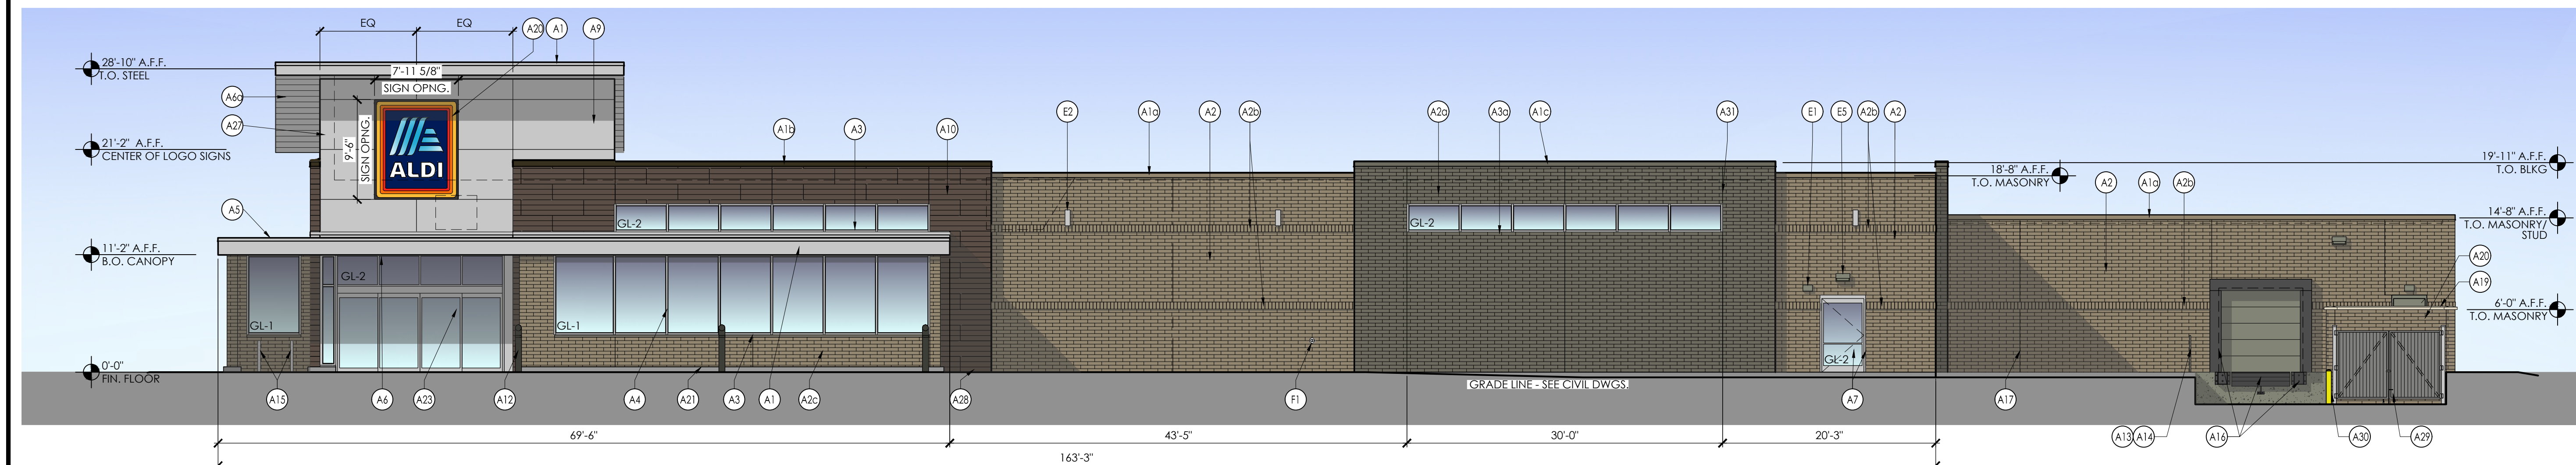 EQ
EQ
A20
A1
A9
28'-10" A.F.F.
T.O. STEEL
7'-11 5/8"
SIGN OPNG.
A6a
A27
9'-6"
SIGN OPNG.
ALDI
21'-2" A.F.F.
CENTER OF LOGO SIGNS
A1b
A3
A10
E2
A1a
A2
A2b
A2a
A3a
A1c
A31
E1
E5
A2b
A2
19'-11" A.F.F.
T.O. BLKG
18'-8" A.F.F.
T.O. MASONRY
A2
A1a
A2b
A5
GL-2
GL-2
14'-8" A.F.F.
T.O. MASONRY/
STUD
11'-2" A.F.F.
B.O. CANOPY
GL-2
A20
A19
6'-0" A.F.F.
T.O. MASONRY
GL-1
GL-1
GL-2
0'-0"
FIN. FLOOR
GRADE LINE - SEE CIVIL DWGS.
A15
A6
A23
A12
A4
A21
A3
A1
A2c
A28
F1
A7
A17
A13
A14
A16
A30
A29
69'-6"
43'-5"
30'-0"
20'-3"
163'-3"